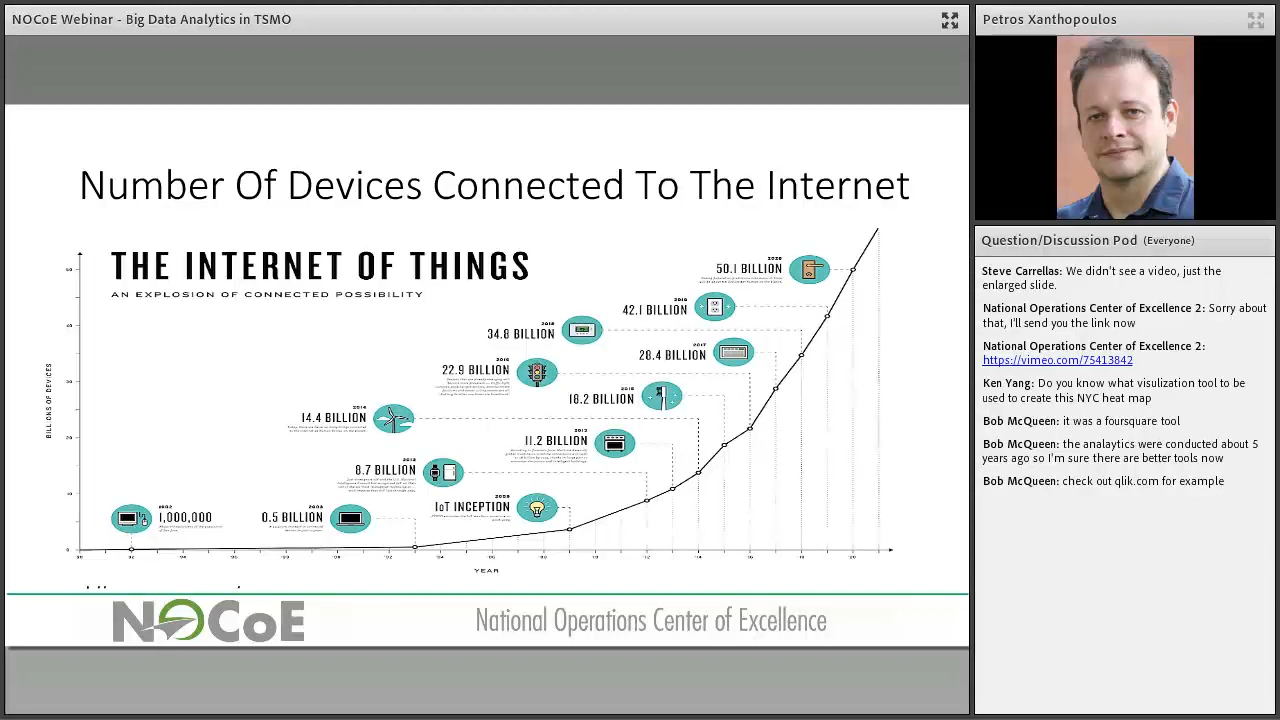 NOCoE Webinar - Big Data Analytics in TSMO
Number Of Devices Connected To The Internet
THE INTERNET OF THINGS
AN EXPLOSION OF CONNECTED POSSIBILITY
BILLIONS OF DEVICES
50.1 BILLION
42.1 BILLION
34.8 BILLION
28.4 BILLION
22.9 BILLION
18.2 BILLION
14.4 BILLION
11.2 BILLION
8.7 BILLION
IoT INCEPTION
0.5 BILLION
1,000,000
YEAR
NOCoE
National Operations Center of Excellence
Petros Xanthopoulos
Question/Discussion Pod (Everyone)
Steve Carrellas: We didn't see a video, just the
enlarged slide.
National Operations Center of Excellence 2: Sorry about
that, I'll send you the link now
National Operations Center of Excellence 2:
https://vimeo.com/75413842
Ken Yang: Do you know what visulization tool to be
used to create this NYC heat map
Bob McQueen: it was a foursquare tool
Bob McQueen: the analaytics were conducted about 5
years ago so I'm sure there are better tools now
Bob McQueen: check out qlik.com for example